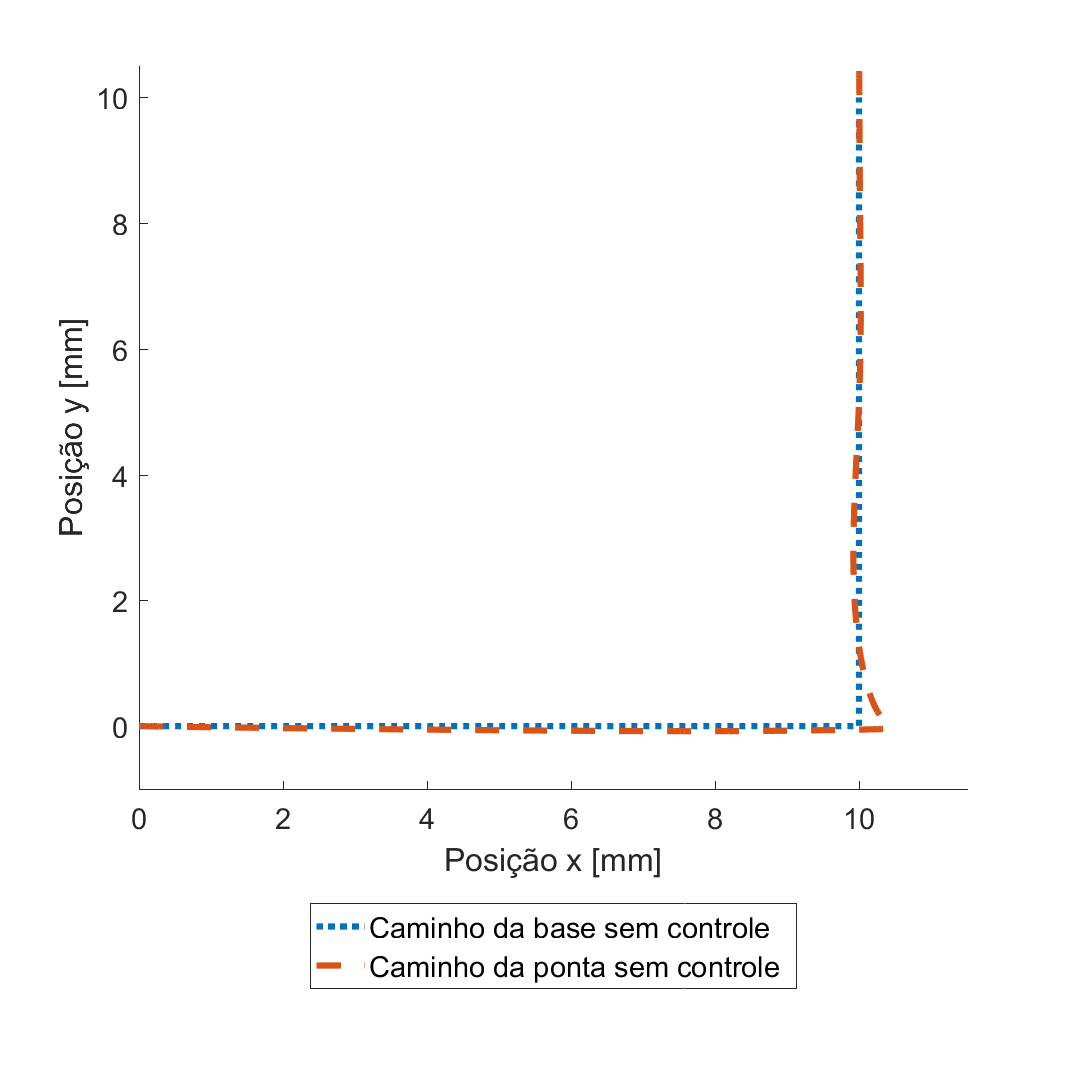 10
8
6
4
2
0
Posição y [mm]
0 2 4 6 8 10
Posição x [mm]
Caminho da base sem controle
Caminho da ponta sem controle